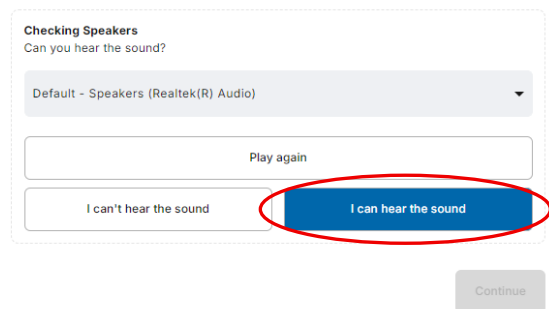 Checking Speakers
Can you hear the sound?
Default - Speakers (Realtek(R) Audio)
Play again
I can't hear the sound
I can hear the sound
Continue